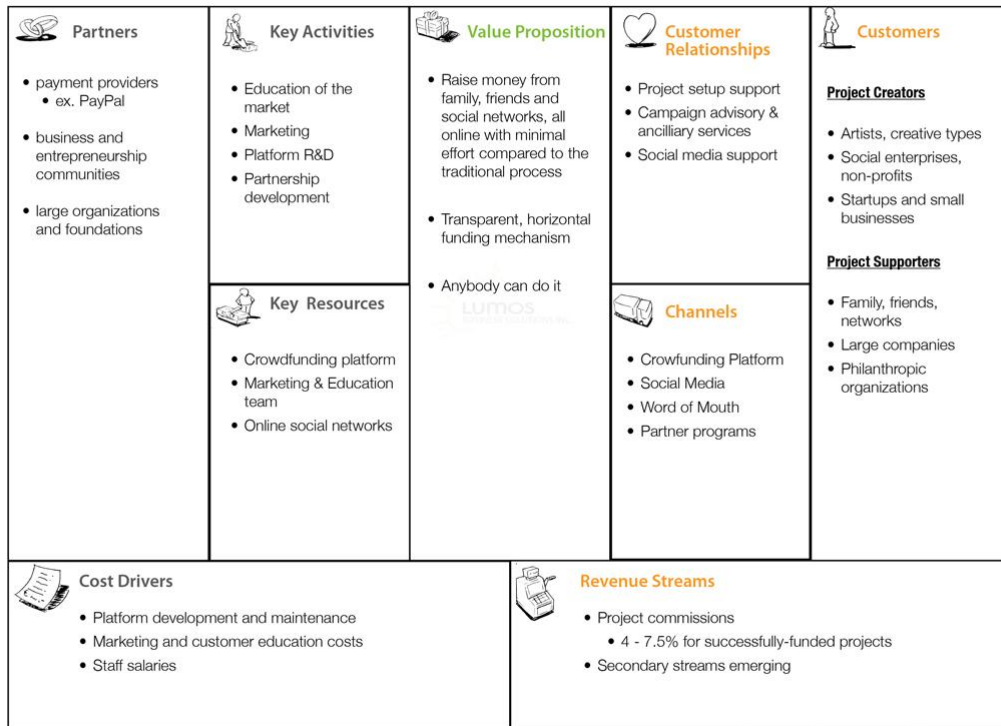 Partners
• payment providers
• ex. PayPal
• business and
entrepreneurship
communities
• large organizations
and foundations
Key Activities
• Education of the
market
• Marketing
• Platform R&D
• Partnership
development
Key Resources
• Crowdfunding platform
• Marketing & Education
team
• Online social networks
Value Proposition
• Raise money from
family, friends and
social networks, all
online with minimal
effort compared to the
traditional process
• Transparent, horizontal
funding mechanism
• Anybody can do it
LUMOS
Customer
Relationships
• Project setup support
• Campaign advisory &
ancilliary services
• Social media support
Channels
• Crowfunding Platform
• Social Media
• Word of Mouth
• Partner programs
Customers
Project Creators
• Artists, creative types
• Social enterprises,
non-profits
• Startups and small
businesses
Project Supporters
• Family, friends,
networks
• Large companies
• Philanthropic
organizations
Cost Drivers
• Platform development and maintenance
• Marketing and customer education costs
• Staff salaries
Revenue Streams
• Project commissions
• 4 - 7.5% for successfully-funded projects
• Secondary streams emerging